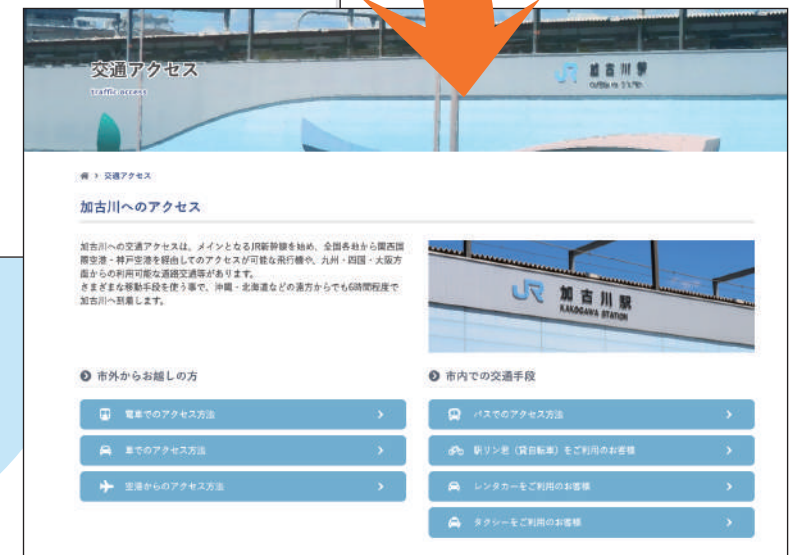 交通アクセス
traffic access
JR 加古川駅
交通アクセス
加古川へのアクセス
加古川への交通アクセスは、メインとなるJR新幹線を始め、全国各地から関西国
際空港・神戸空港を経由してのアクセスが可能な飛行機や、九州・四国・大阪方
面からの利用可能な道路交通等があります。
さまざまな移動手段を使う事で、沖縄・北海道などの遠方からでも6時間程度で
加古川へ到着します。
JR 加古川駅
KAKOGAWA STATION
市外からお越しの方
電車でのアクセス方法
車でのアクセス方法
空港からのアクセス方法
市内での交通手段
バスでのアクセス方法
駅リン君（貸自転車）をご利用のお客様
レンタカーをご利用のお客様
タクシーをご利用のお客様